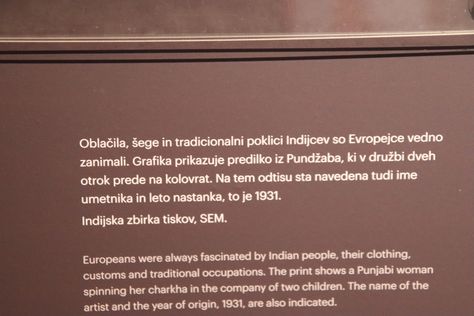 Oblačila, šege in tradicionalni poklici Indijcev so Evropejce vedno
zanimali. Grafika prikazuje predilko iz Pundžaba, ki v družbi dveh
otrok prede na kolovrat. Na tem odtisu sta navedena tudi ime
umetnika in leto nastanka, to je 1931.
Indijska zbirka tiskov, SEM.
Europeans were always fascinated by Indian people, their clothing,
customs and traditional occupations. The print shows a Punjabi woman
spinning her charkha in the company of two children. The name of the
artist and the year of origin, 1931, are also indicated.